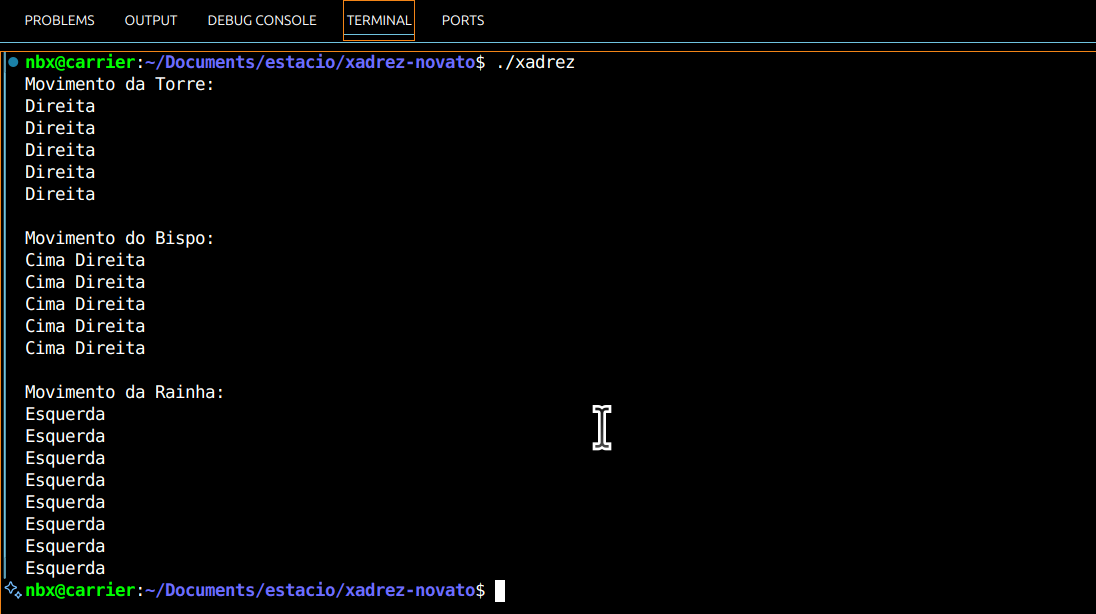 PROBLEMS OUTPUT DEBUG CONSOLE TERMINAL PORTS
nbx@carrier:~/Documents/estacio/xadrez-novato$ ./xadrez
Movimento da Torre:
Direita
Direita
Direita
Direita
Direita
Movimento do Bispo:
Cima Direita
Cima Direita
Cima Direita
Cima Direita
Cima Direita
Movimento da Rainha:
Esquerda
Esquerda
Esquerda
Esquerda
Esquerda
Esquerda
Esquerda
Esquerda
nbx@carrier:~/Documents/estacio/xadrez-novato$